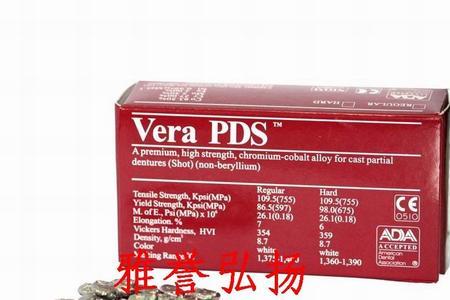 REGULAR
HARD
Vera PDS™
A premium, high strength, chromium-cobalt alloy for cast partial
dentures (Shot) (non-beryllium)
Regular Hard
Tensile Strength, Kpsi(MPa) 109.5(755) 109.5(755)
Yield Strength, Kpsi(MPa) 86.5(597) 98.0(675)
M. of E., Psi (MPa) x 10⁶ 26.1(0.18) 26.1(0.18)
Elongation, % 7 6
Vickers Hardness, HVI 354 359
Density, g/cm³ 8.7 8.7
Color white white
1,360-1,390
CE
0510
ADA
ACCEPTED
American
Dental
Association
雅誉弘扬